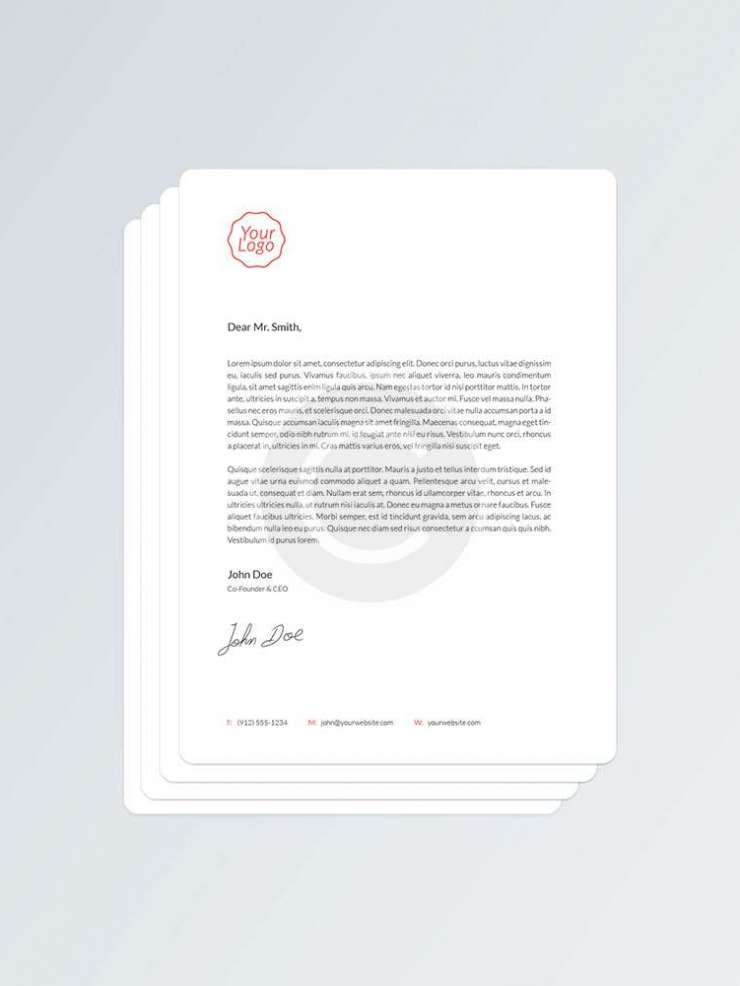 Your
Logo
Dear Mr. Smith,
Lorem ipsum dolor sit amet, consectetur adipiscing elit. Donec orci purus, luctus vitae dignissim
eu, iaculis sed purus. Vivamus faucibus, ipsum nec aliquet viverra, leo mauris condimentum
ligula, sit amet sagittis enim ligula quis arcu. Nam egestas tortor id nisi porttitor mattis. In tortor
ante, ultricies in suscipit a, tempus non massa. Vivamus et auctor mi. Fusce vel massa nulla. Pha-
sellus nec eros mauris, et scelerisque orci. Donec malesuada orci vitae nulla accumsan porta a id
massa. Quisque accumsan iaculis magna sit amet fringilla. Maecenas consequat, magna eget tin-
cidunt semper, odio nibh rutrum mi, id feugiat ante nisl eu risus. Vestibulum nunc orci, rhoncus
a placerat in, ultricies in mi. Cras mattis varius eros, vel fringilla nisi suscipit eget.
Quisque scelerisque sagittis nulla at porttitor. Mauris a justo et tellus interdum tristique. Sed id
augue vitae urna euismod commodo aliquet a quam. Pellentesque arcu velit, cursus et male-
suada ut, consequat et diam. Nullam erat sem, rhoncus id ullamcorper vitae, rhoncus et arcu. In
ultricies ultricies nulla, ut rutrum nisi iaculis at. Donec eu magna a metus ornare faucibus. Fusce
aliquet faucibus ultricies. Morbi semper, est id tincidunt gravida, sem arcu adipiscing lacus, ac
bibendum nulla leo eu purus. Quisque nec diam sed risus consectetur accumsan quis quis nibh.
Vestibulum id purus lorem.
John Doe
Co-Founder & CEO
John Doe
T: (912) 555-1234 M: john@yourwebsite.com W: yourwebsite.com